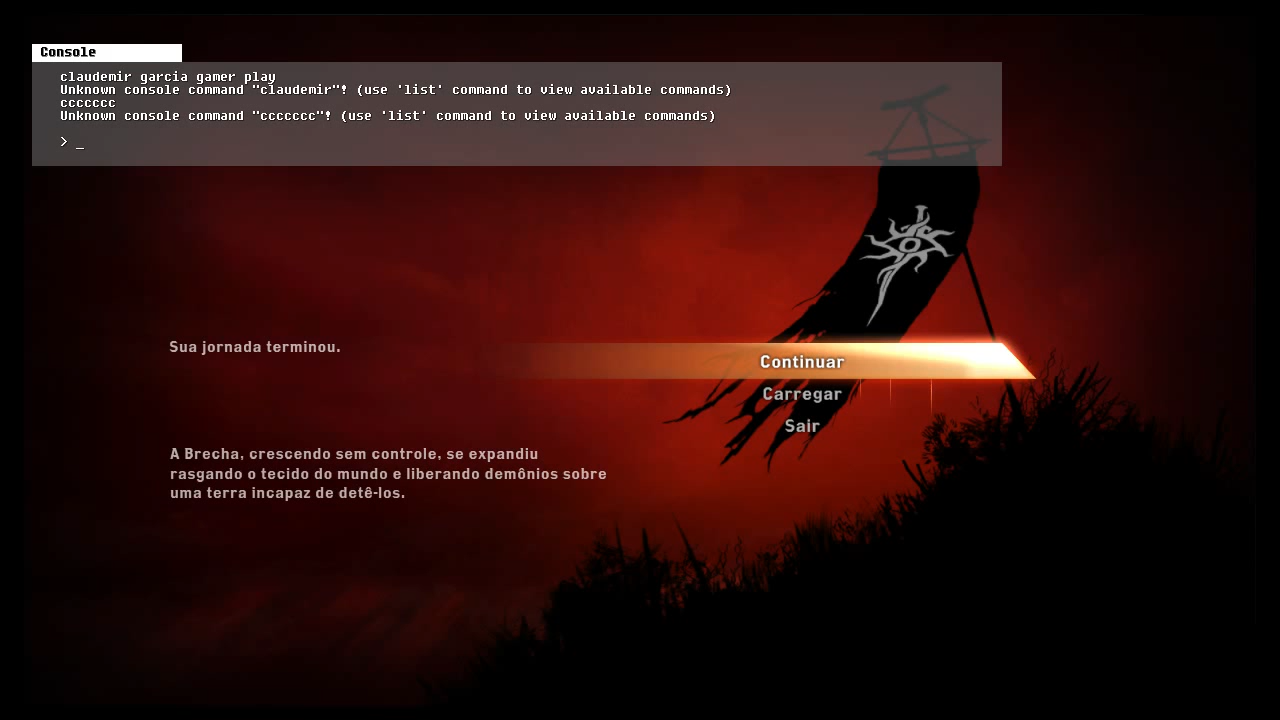 Console
claudemir garcia gamer play
Unknown console command "claudemir"! (use 'list' command to view available commands)
ccccccc
Unknown console command "ccccccc"! (use 'list' command to view available commands)
> _
Sua jornada terminou.
Continuar
Carregar
Sair
A Brecha, crescendo sem controle, se expandiu
rasgando o tecido do mundo e liberando demônios sobre
uma terra incapaz de detê-los.